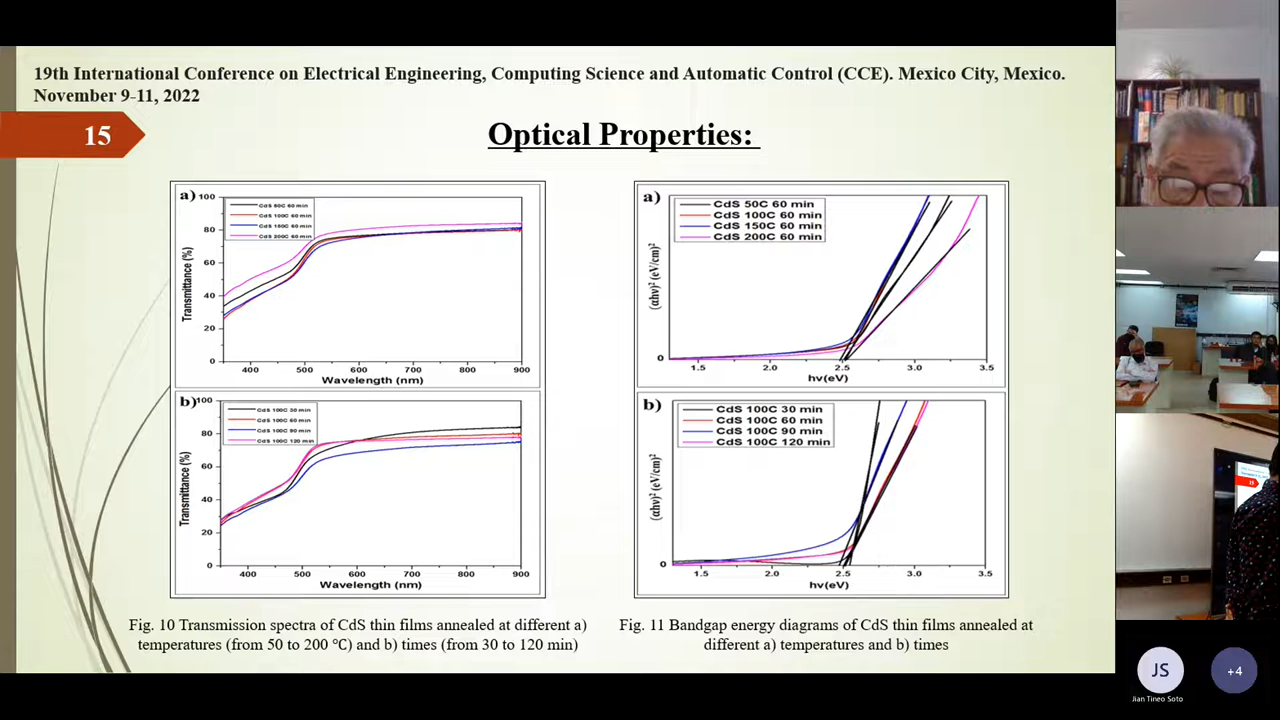 19th International Conference on Electrical Engineering, Computing Science and Automatic Control (CCE). Mexico City, Mexico.
November 9-11, 2022
15
Optical Properties:
a)
100
80
60
40
20
0
Transmittance (%)
CdS 50C 60 min
CdS 100C 60 min
CdS 150C 60 min
CdS 200C 60 min
400
500
600
700
800
900
Wavelength (nm)
b)
100
80
60
40
20
0
Transmittance (%)
CdS 100C 30 min
CdS 100C 60 min
CdS 100C 90 min
CdS 100C 120 min
400
500
600
700
800
900
Wavelength (nm)
Fig. 10 Transmission spectra of CdS thin films annealed at different a)
temperatures (from 50 to 200 °C) and b) times (from 30 to 120 min)
a)
CdS 50C 60 min
CdS 100C 60 min
CdS 150C 60 min
CdS 200C 60 min
(αhν)² (eV/cm)²
0
1.5
2.0
2.5
3.0
3.5
hν(eV)
b)
CdS 100C 30 min
CdS 100C 60 min
CdS 100C 90 min
CdS 100C 120 min
(αhν)² (eV/cm)²
0
1.5
2.0
2.5
3.0
3.5
hν(eV)
Fig. 11 Bandgap energy diagrams of CdS thin films annealed at
different a) temperatures and b) times
15
JS
+4
Jian Tineo Soto